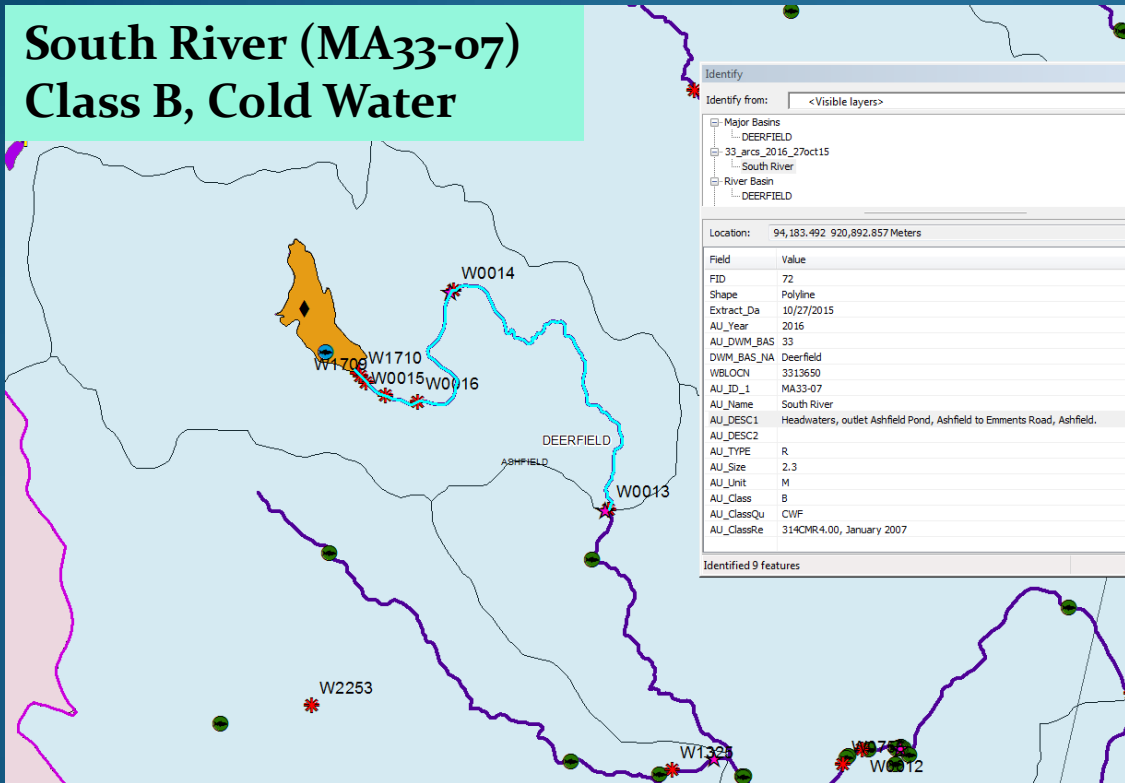 South River (MA33-07)
Class B, Cold Water
Identify
Identify from: <Visible layers>
Major Basins
DEERFIELD
33_arcs_2016_27oct15
South River
River Basin
DEERFIELD
Location: 94,183.492 920,892.857 Meters
Field Value
FID 72
Shape Polyline
Extract_Da 10/27/2015
AU_Year 2016
AU_DWM_BAS 33
DWM_BAS_NA Deerfield
WBLOCN 3313650
AU_ID_1 MA33-07
AU_Name South River
AU_DESC1 Headwaters, outlet Ashfield Pond, Ashfield to Emments Road, Ashfield.
AU_DESC2
AU_TYPE R
AU_Size 2.3
AU_Unit M
AU_Class B
AU_ClassQu CWF
AU_ClassRe 314CMR4.00, January 2007
Identified 9 features
W0014
W1709
W1710
W0015
W0016
DEERFIELD
ASHFIELD
W0013
W2253
W1325
W0012